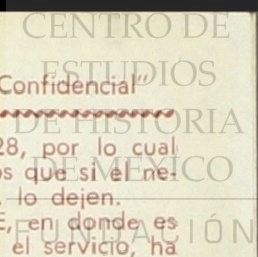 CENTRO DE
ESTUDIOS
Confidencial"
DE HISTORIA
28, por lo cual
DE MÉXICO
os que si el ne-
lo dejen.
E, en donde es
FUNDACIÓN
el servicio, ha